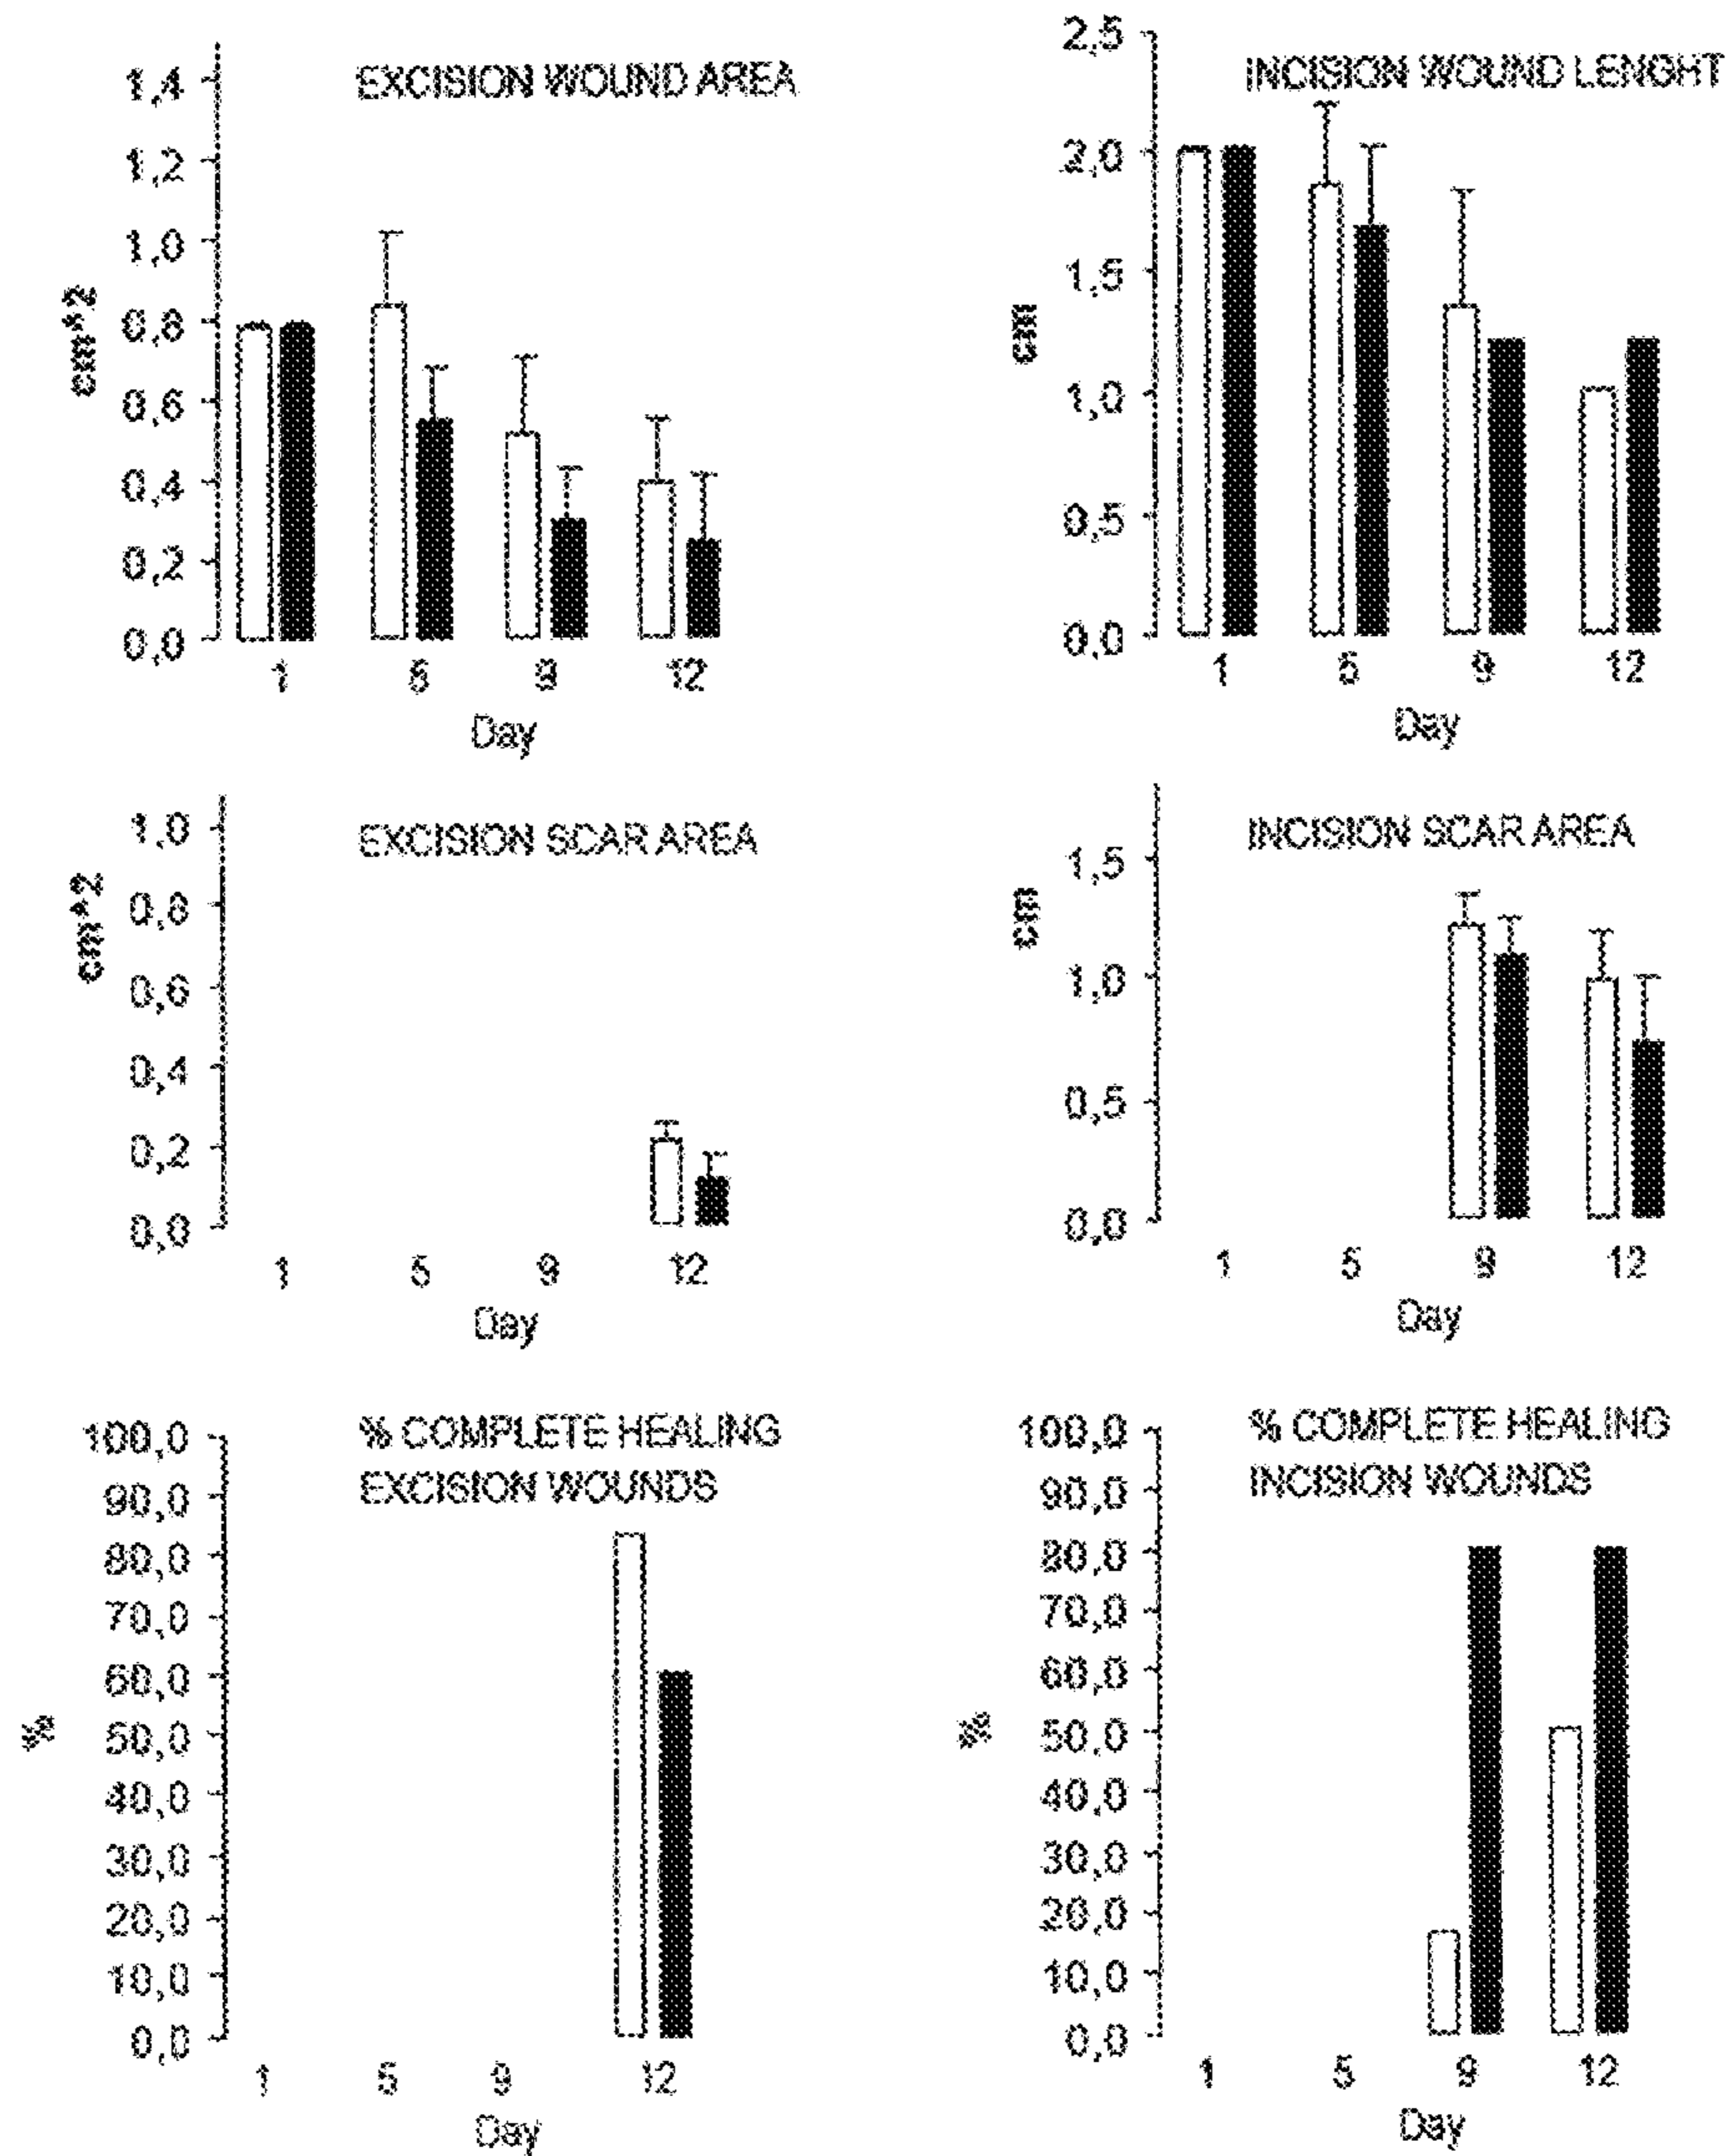 EXCISION WOUND AREA
1,4
1,2
1,0
0,8
0,6
0,4
0,2
0,0
cm^2
1 5 9 12
Day
INCISION WOUND LENGHT
2,5
2,0
1,5
1,0
0,5
0,0
cm
1 5 9 12
Day
EXCISION SCAR AREA
1,0
0,8
0,6
0,4
0,2
0,0
cm^2
1 5 9 12
Day
INCISION SCAR AREA
1,5
1,0
0,5
0,0
cm
1 5 9 12
Day
% COMPLETE HEALING
EXCISION WOUNDS
100,0
90,0
80,0
70,0
60,0
50,0
40,0
30,0
20,0
10,0
0,0
%
1 5 9 12
Day
% COMPLETE HEALING
INCISION WOUNDS
100,0
90,0
80,0
70,0
60,0
50,0
40,0
30,0
20,0
10,0
0,0
%
1 5 9 12
Day